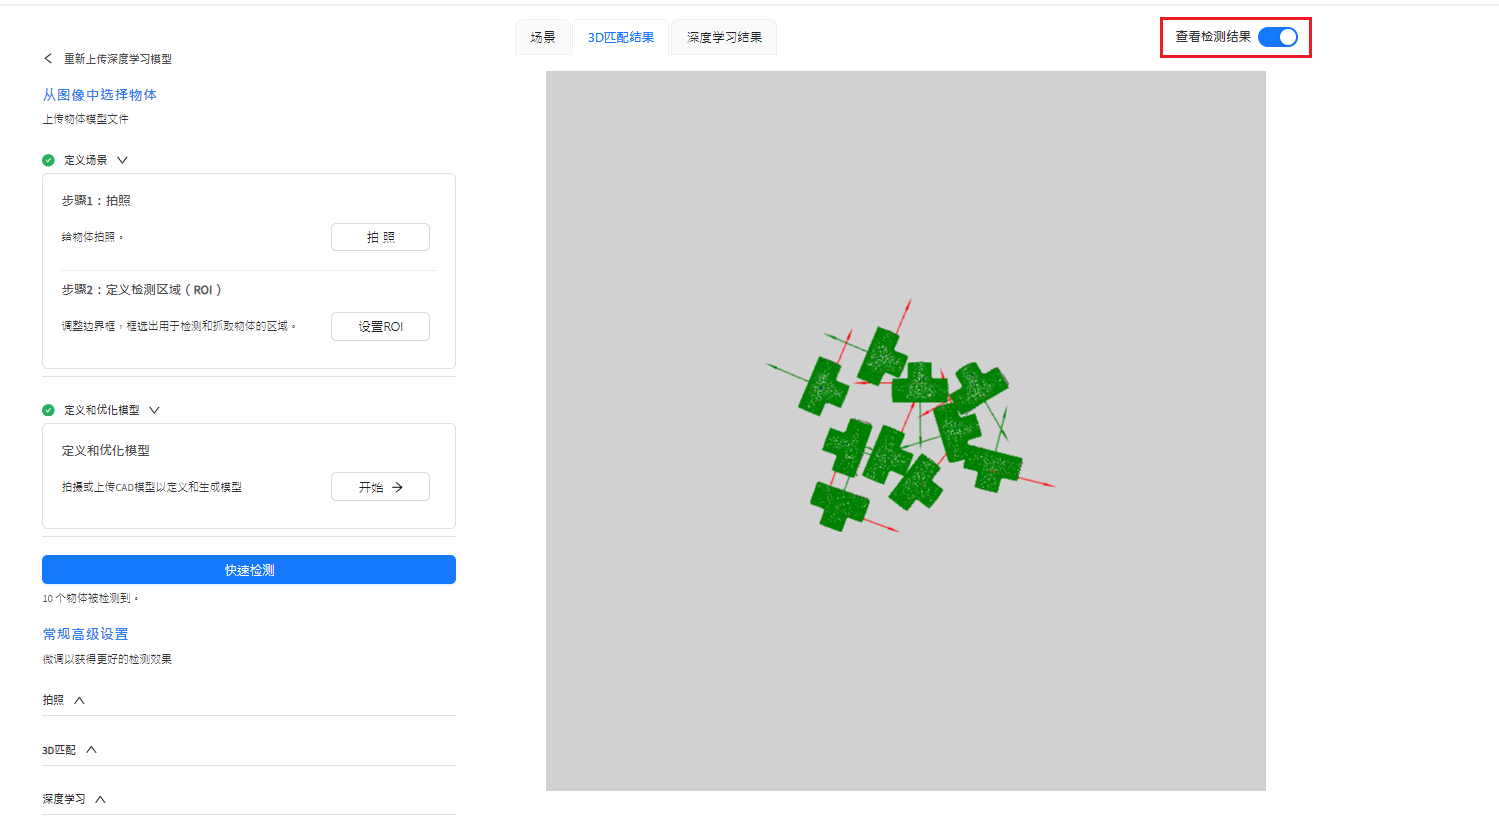 场景
3D匹配结果
深度学习结果
查看检测结果
重新上传深度学习模型
从图像中选择物体
上传物体模型文件
定义场景
步骤1：拍照
给物体拍照。
拍 照
步骤2：定义检测区域（ROI）
调整边界框，框选出用于检测和抓取物体的区域。
设置ROI
定义和优化模型
定义和优化模型
拍摄或上传CAD模型以定义和生成模型
开始 →
快速检测
10 个物体被检测到。
常规高级设置
微调以获得更好的检测效果
拍照
3D匹配
深度学习